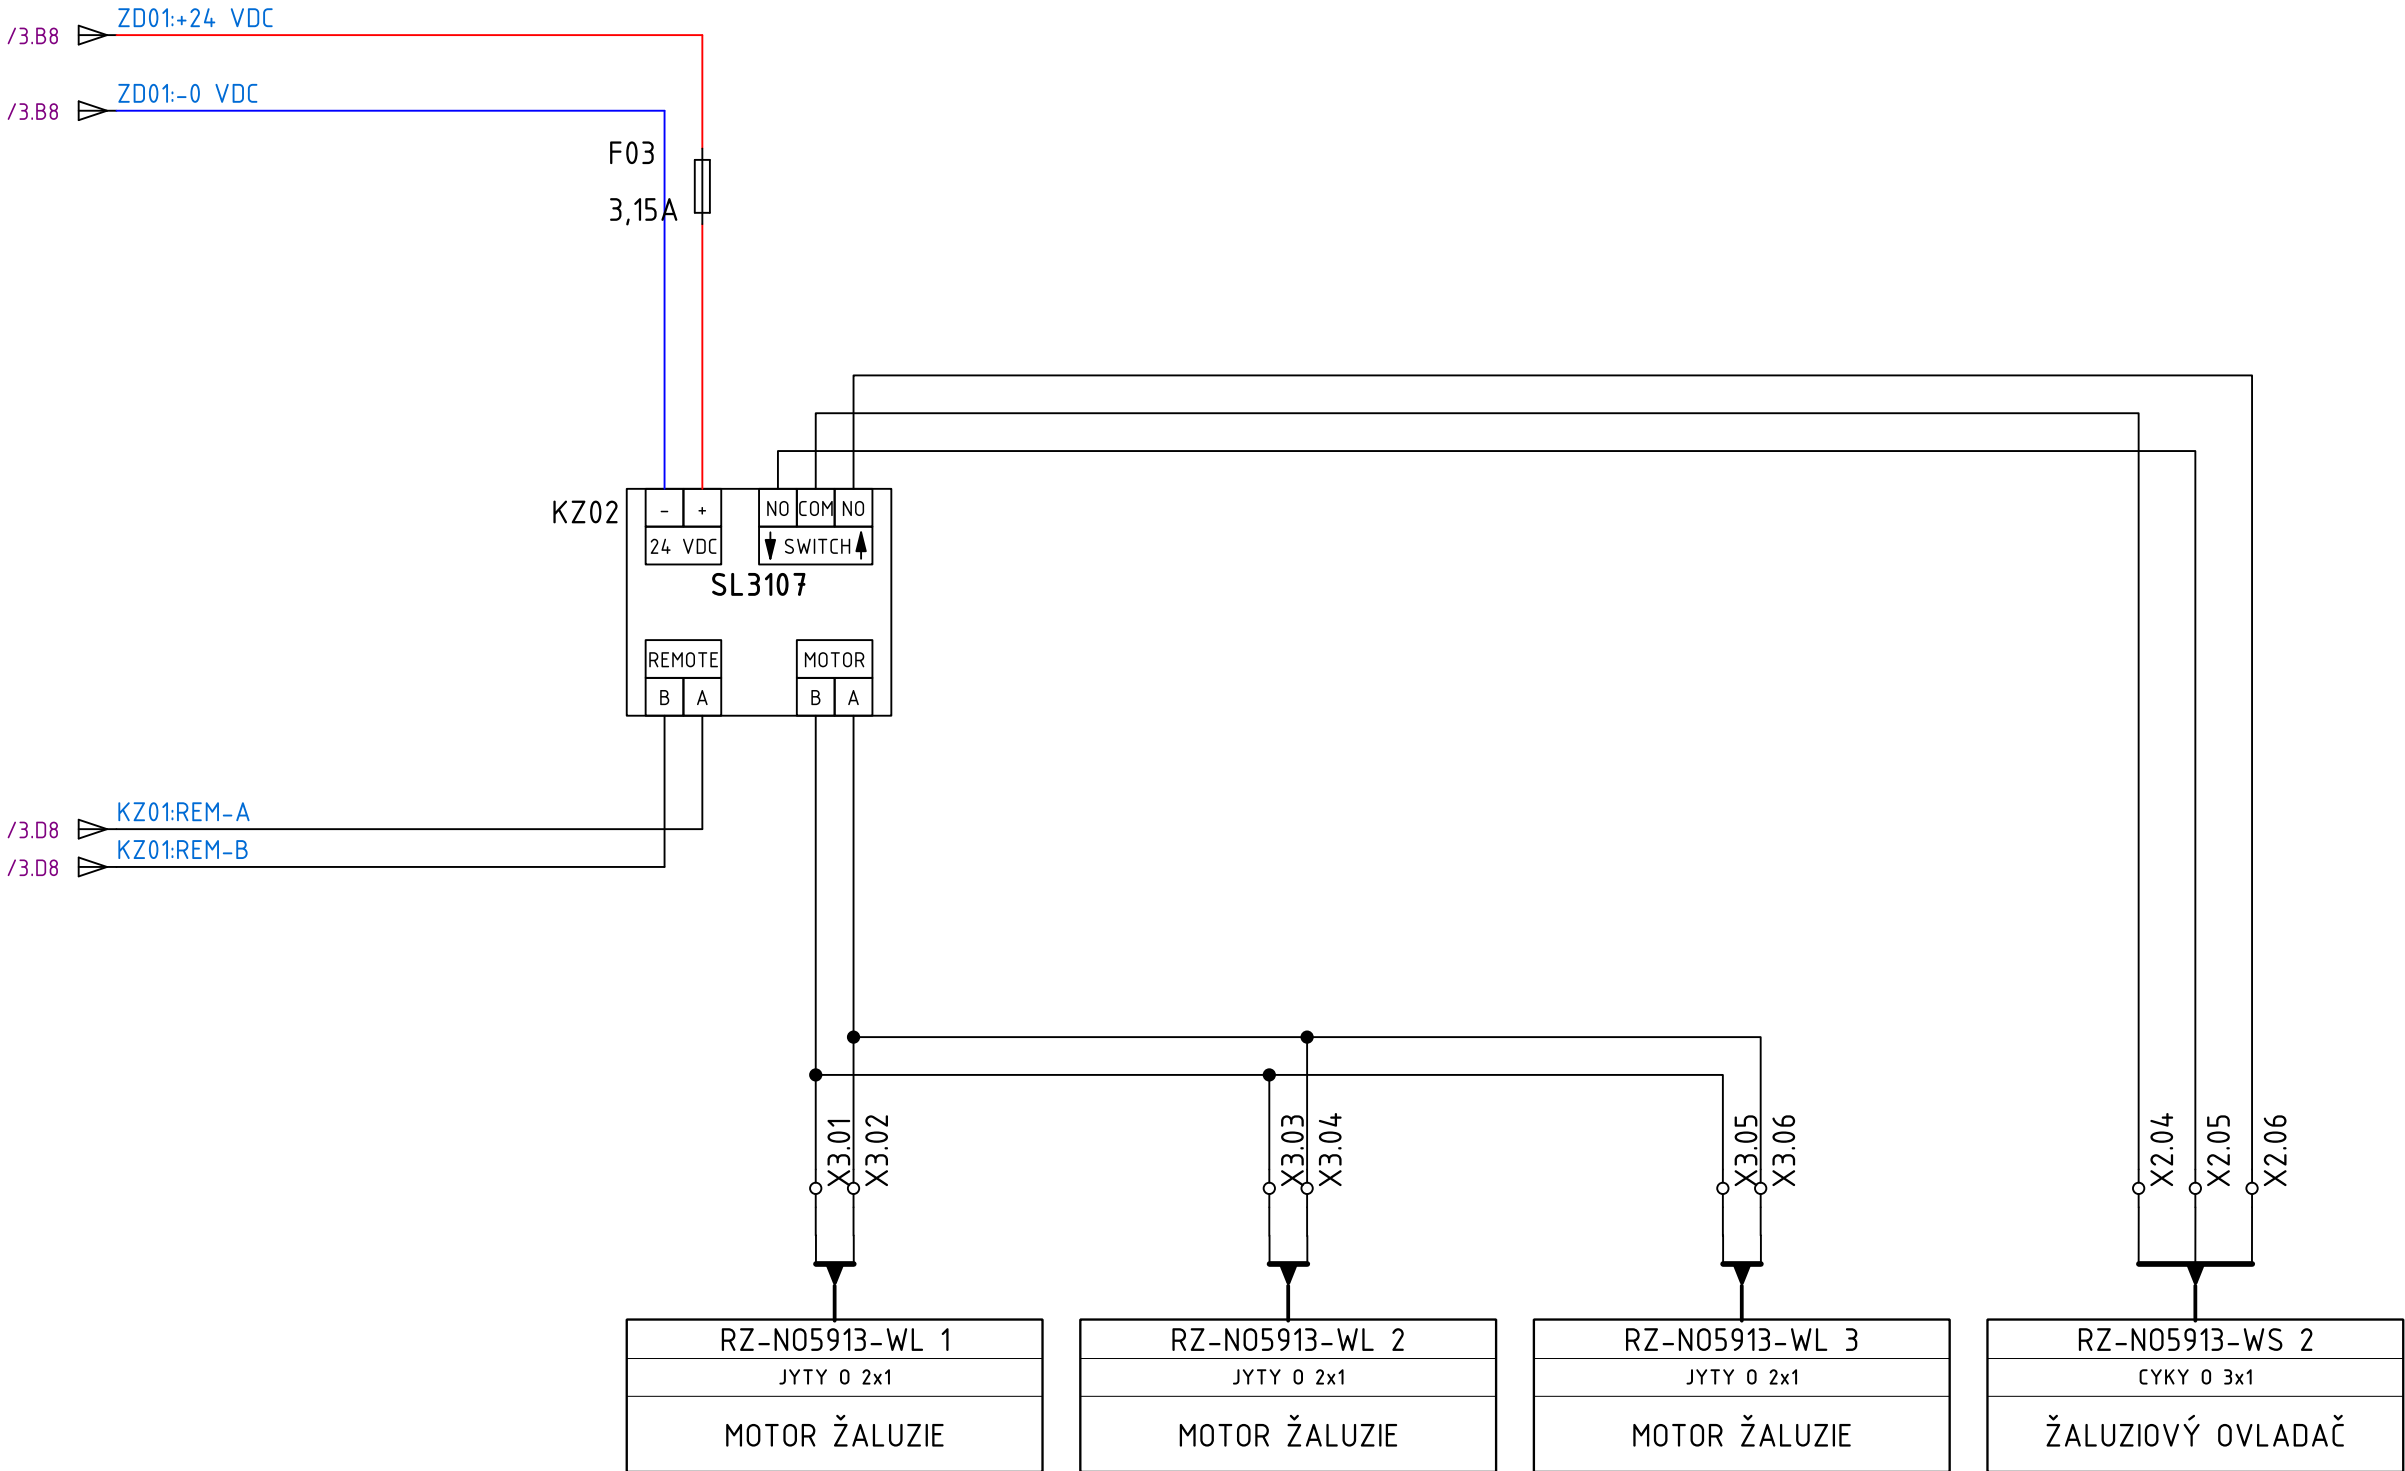 ZD01:+24 VDC
/3.B8
ZD01:-0 VDC
/3.B8
F03
3,15A
KZ02
- + NO COM NO
24 VDC SWITCH
SL3107
REMOTE MOTOR
B A B A
KZ01:REM-A
/3.D8
KZ01:REM-B
/3.D8
X3.01 X3.02 X3.03 X3.04 X3.05 X3.06 X2.04 X2.05 X2.06
RZ-NO5913-WL 1
JYTY O 2x1
MOTOR ŽALUZIE
RZ-NO5913-WL 2
JYTY O 2x1
MOTOR ŽALUZIE
RZ-NO5913-WL 3
JYTY O 2x1
MOTOR ŽALUZIE
RZ-NO5913-WS 2
CYKY O 3x1
ŽALUZIOVÝ OVLADAČ